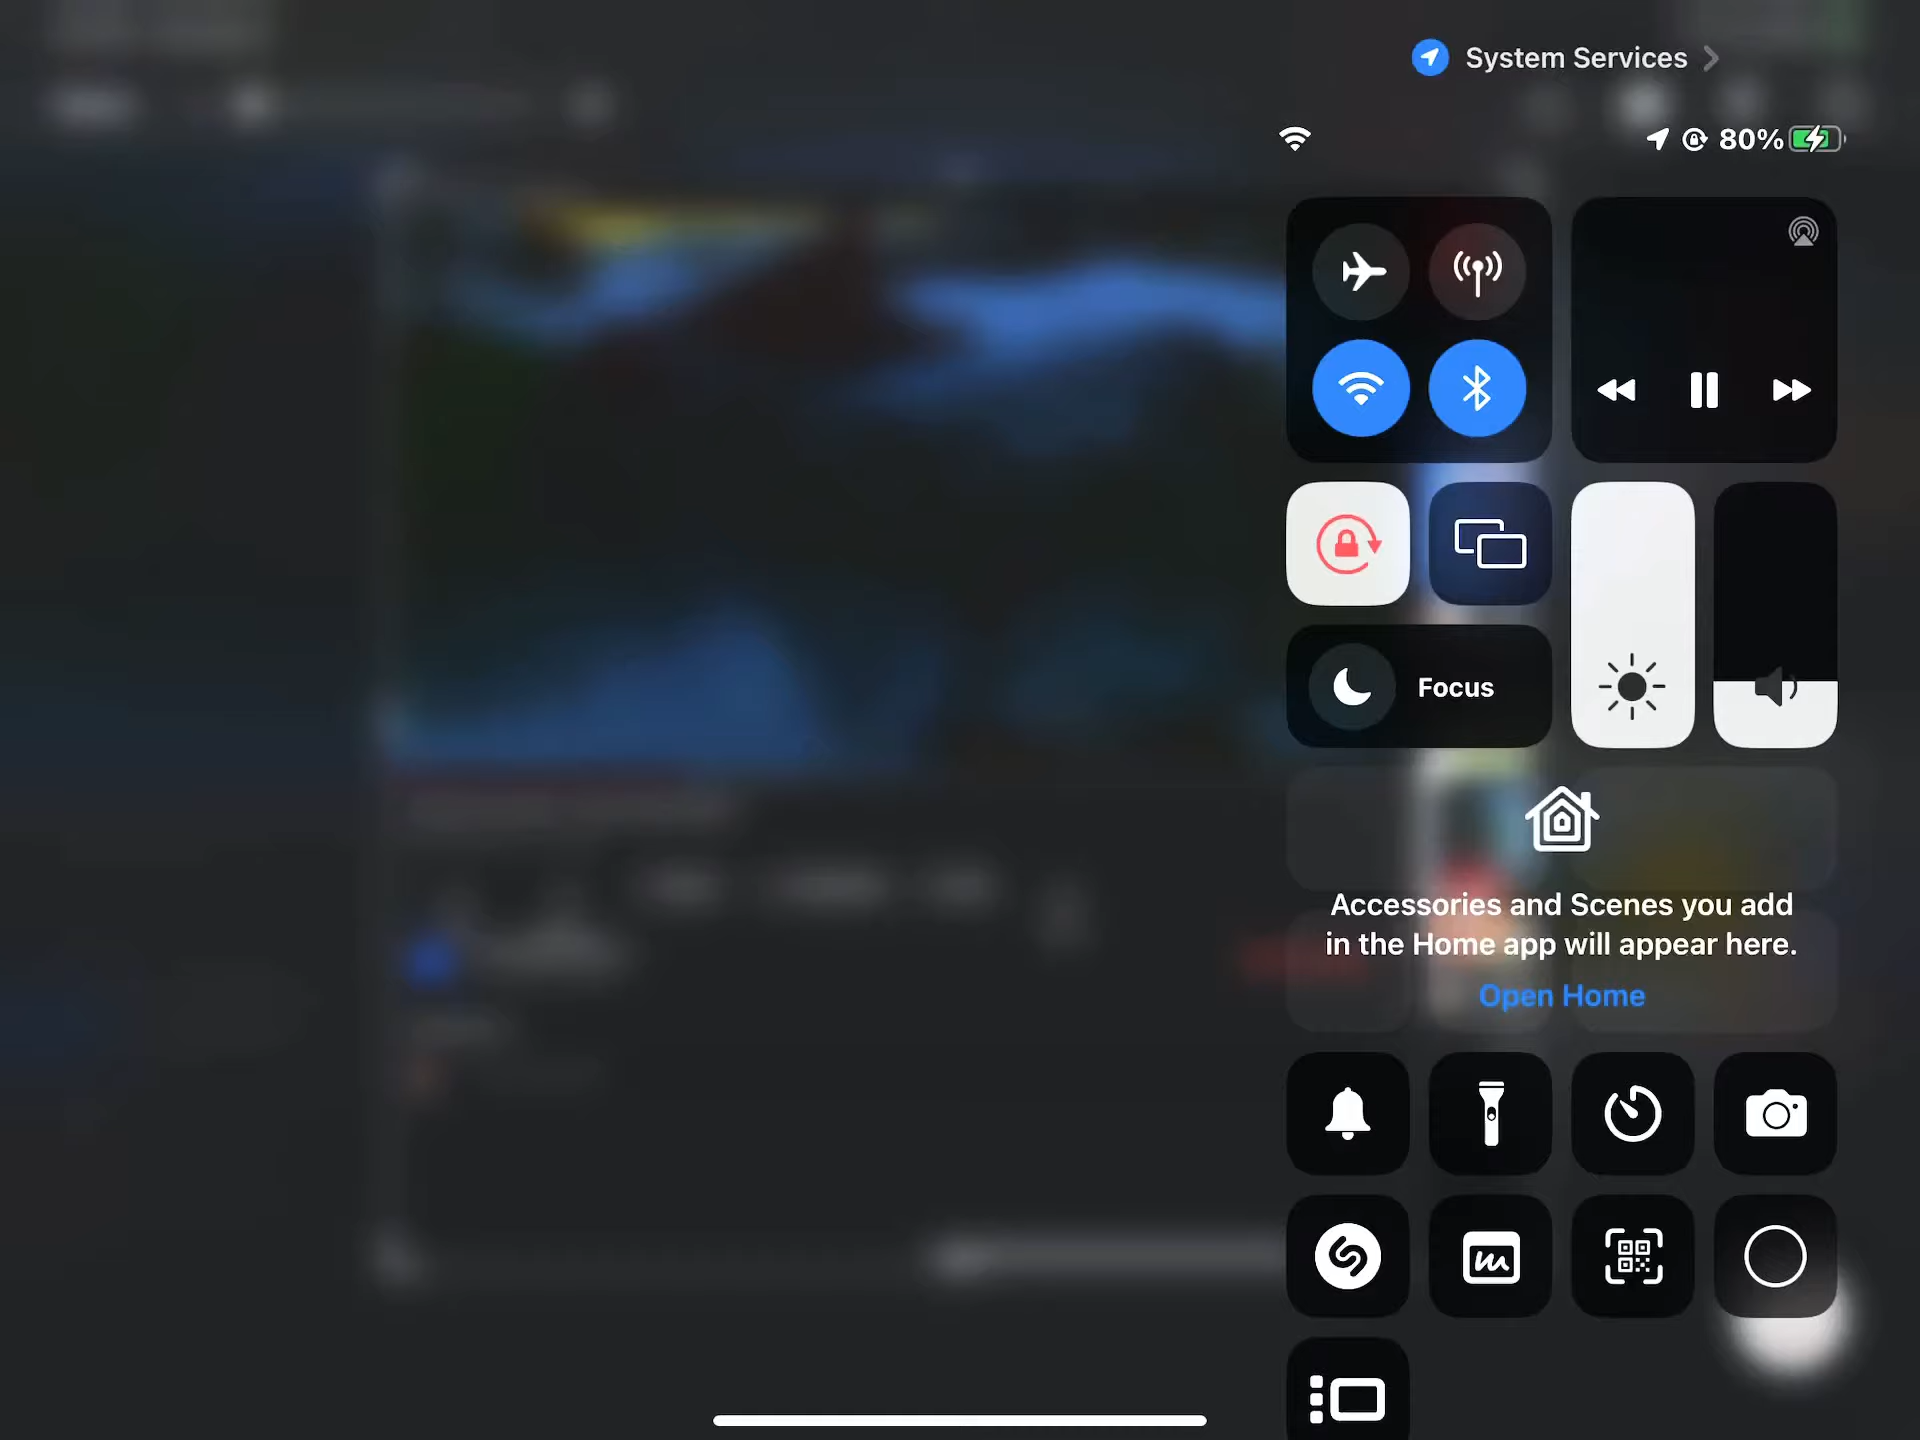 System Services
80%
Focus
Accessories and Scenes you add
in the Home app will appear here.
Open Home